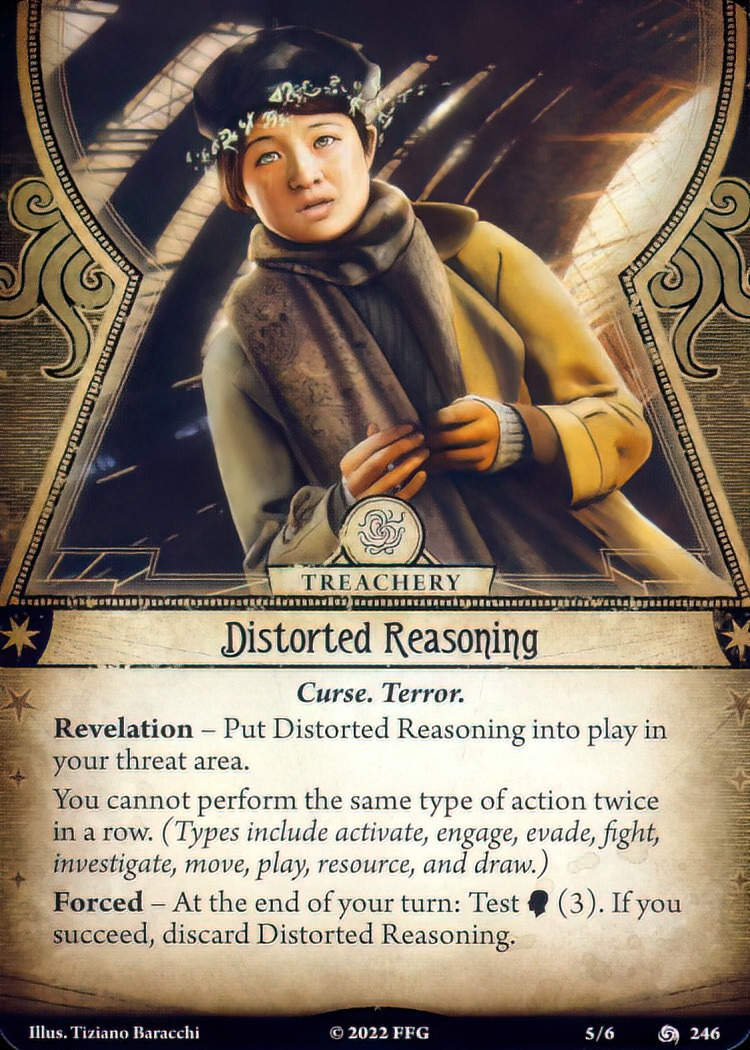 TREACHERY
Distorted Reasoning
Curse. Terror.
Revelation – Put Distorted Reasoning into play in
your threat area.
You cannot perform the same type of action twice
in a row. (Types include activate, engage, evade, fight,
investigate, move, play, resource, and draw.)
Forced – At the end of your turn: Test (3). If you
succeed, discard Distorted Reasoning.
Illus. Tiziano Baracchi © 2022 FFG 5/6 246